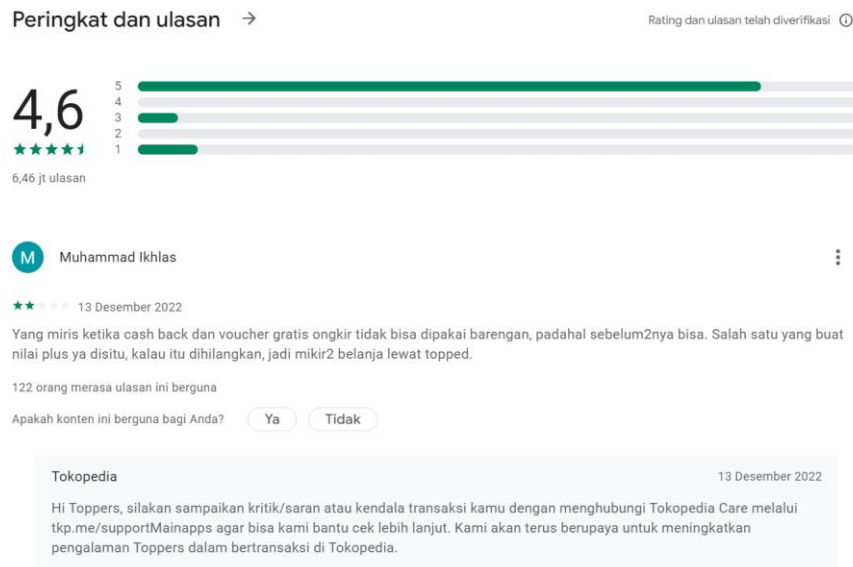 Peringkat dan ulasan →
Rating dan ulasan telah diverifikasi
5
4
3
2
1
4,6
6,46 jt ulasan
M
Muhammad Ikhlas
13 Desember 2022
Yang miris ketika cash back dan voucher gratis ongkir tidak bisa dipakai barengan, padahal sebelum2nya bisa. Salah satu yang buat
nilai plus ya disitu, kalau itu dihilangkan, jadi mikir2 belanja lewat topped.
122 orang merasa ulasan ini berguna
Apakah konten ini berguna bagi Anda? Ya Tidak
Tokopedia
13 Desember 2022
Hi Toppers, silakan sampaikan kritik/saran atau kendala transaksi kamu dengan menghubungi Tokopedia Care melalui
tkp.me/supportMainapps agar bisa kami bantu cek lebih lanjut. Kami akan terus berupaya untuk meningkatkan
pengalaman Toppers dalam bertransaksi di Tokopedia.